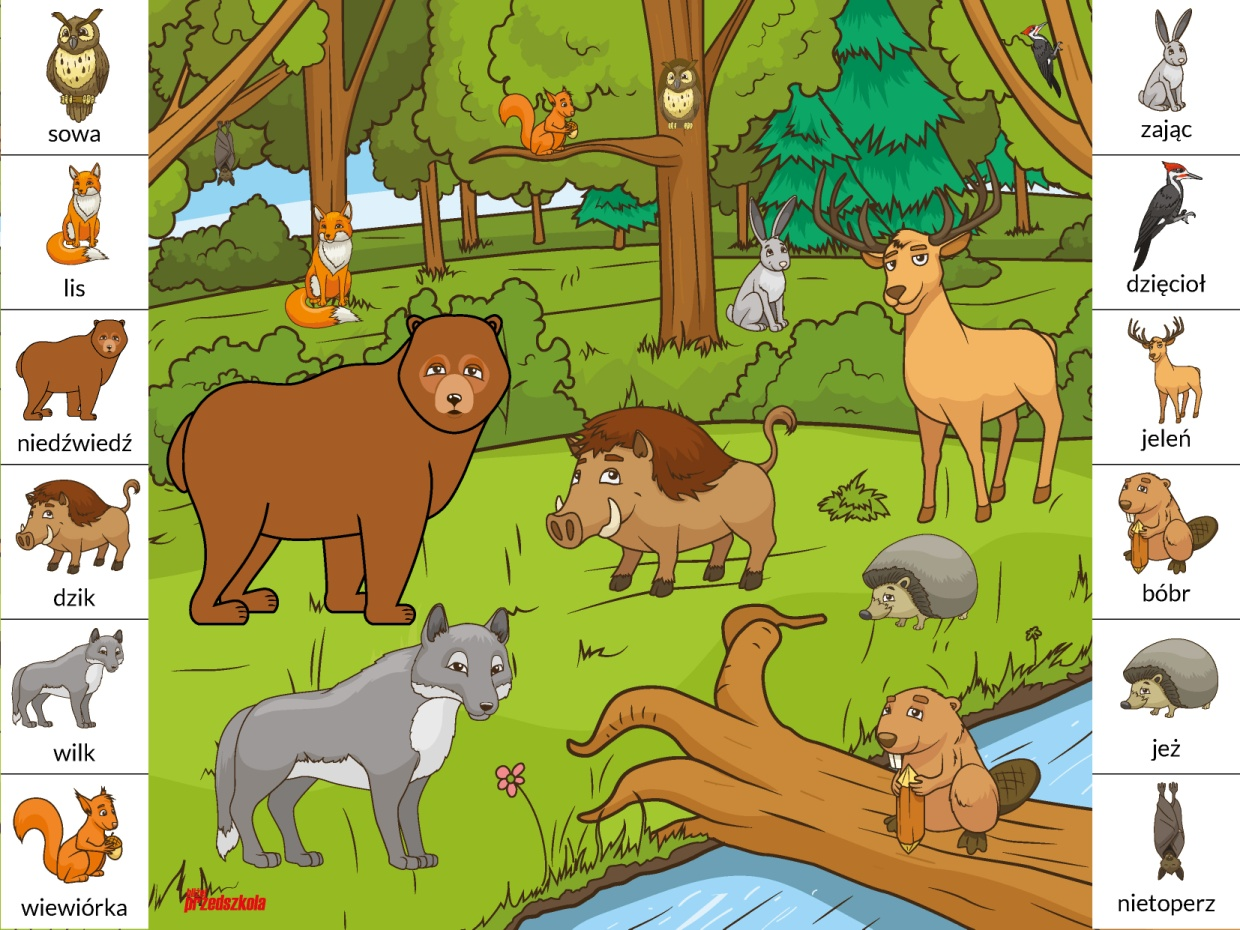 sowa
lis
niedźwiedź
dzik
wilk
wiewiórka
przedszkola
zając
dzięcioł
jeleń
bóbr
jeż
nietoperz